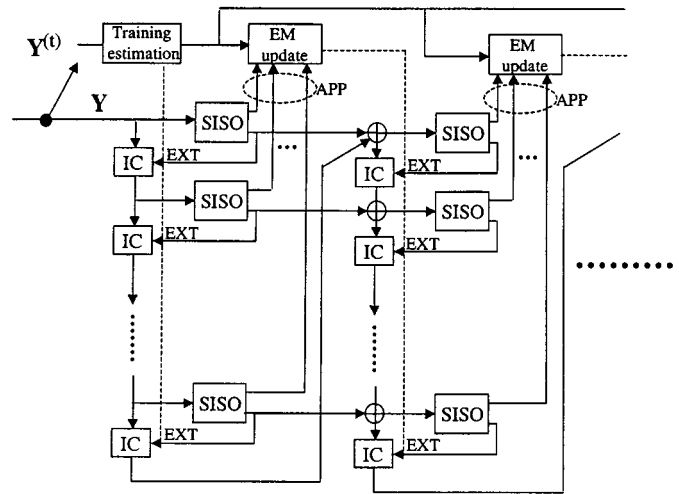 Y(t)
Training
estimation
EM
update
EM
update
APP
APP
Y
SISO
SISO
EXT
IC
IC
EXT
SISO
SISO
EXT
IC
IC
EXT
SISO
SISO
EXT
IC
IC
EXT